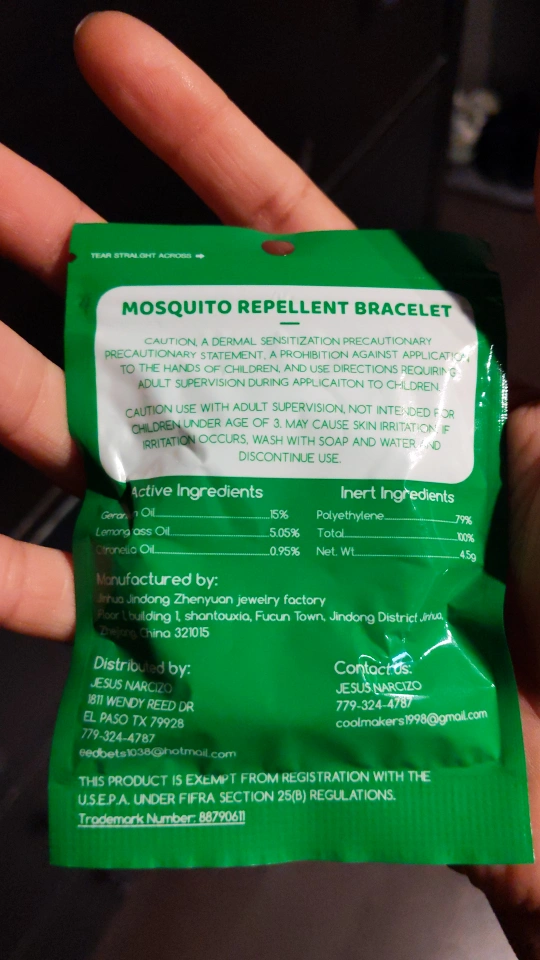 TEAR STRAIGHT ACROSS →
MOSQUITO REPELLENT BRACELET
CAUTION, A DERMAL SENSITIZATION PRECAUTIONARY
PRECAUTIONARY STATEMENT, A PROHIBITION AGAINST APPLICATION
TO THE HANDS OF CHILDREN, AND USE DIRECTIONS REQUIRING
ADULT SUPERVISION DURING APPLICAITON TO CHLDREN.
CAUTION USE WITH ADULT SUPERVISION, NOT INTENDED FOR
CHILDREN UNDER AGE OF 3. MAY CAUSE SKIN IRRITATION, IF
IRRITATION OCCURS, WASH WITH SOAP AND WATER AND
DISCONTINUE USE.
Active Ingredients
Oil 15%
Oil 5.05%
Citronella Oil 0.95%
Inert Ingredients
Polyethylene 79%
Total 100%
Net. Wt. 4.5g
Manufactured by:
Jinhua Jindong Zhenyuan jewelry factory
Floor 1, building 1, shantouxia, Fucun Town, Jindong District, Jinhua,
Zhejiang, China 321015
Distributed by:
JESUS NARCIZO
1811 WENDY REED DR
EL PASO TX 79928
779-324-4787
eedbets1038@hotmail.com
Contact us:
JESUS NARCIZO
779-324-4787
coolmakers1998@gmail.com
THIS PRODUCT IS EXEMPT FROM REGISTRATION WITH THE
U.S.E.P.A. UNDER FIFRA SECTION 25(B) REGULATIONS.
Trademark Number: 88790611